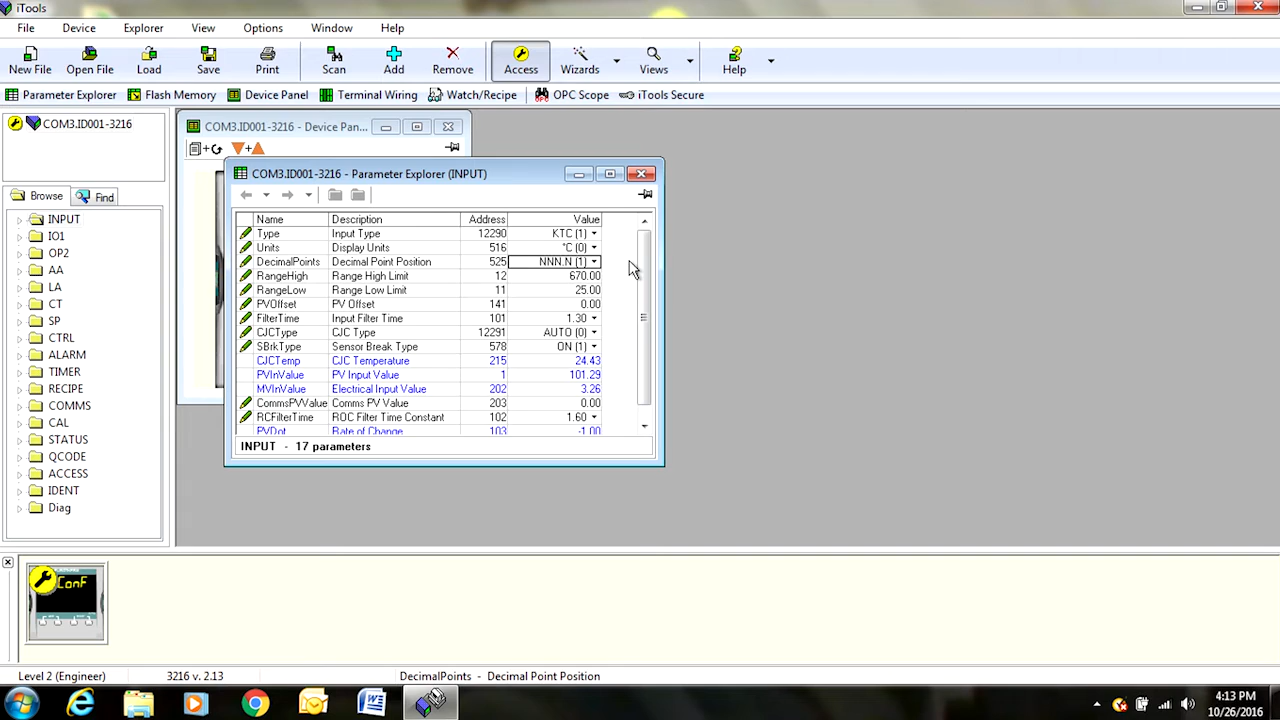 iTools
File Device Explorer View Options Window Help
New File Open File Load Save Print Scan Add Remove Access Wizards Views Help
Parameter Explorer Flash Memory Device Panel Terminal Wiring Watch/Recipe OPC Scope iTools Secure
COM3.ID001-3216
COM3.ID001-3216 - Device Pan...
Browse Find
INPUT
IO1
OP2
AA
LA
CT
SP
CTRL
ALARM
TIMER
RECIPE
COMMS
CAL
STATUS
QCODE
ACCESS
IDENT
Diag
COM3.ID001-3216 - Parameter Explorer (INPUT)
Name Description Address Value
Type Input Type 12290 KTC (1)
Units Display Units 516 °C (0)
DecimalPoints Decimal Point Position 525 NNN.N (1)
RangeHigh Range High Limit 12 670.00
RangeLow Range Low Limit 11 25.00
PVOffset PV Offset 141 0.00
FilterTime Input Filter Time 101 1.30
CJCType CJC Type 12291 AUTO (0)
SBrkType Sensor Break Type 578 ON (1)
CJCTemp CJC Temperature 215 24.43
PVInValue PV Input Value 1 101.29
MVInValue Electrical Input Value 202 3.26
CommsPVValue Comms PV Value 203 0.00
RCFilterTime ROC Filter Time Constant 102 1.60
PVDot Rate of Change 103 -1.00
INPUT - 17 parameters
ConF
Level 2 (Engineer) 3216 v. 2.13 DecimalPoints - Decimal Point Position
4:13 PM
10/26/2016